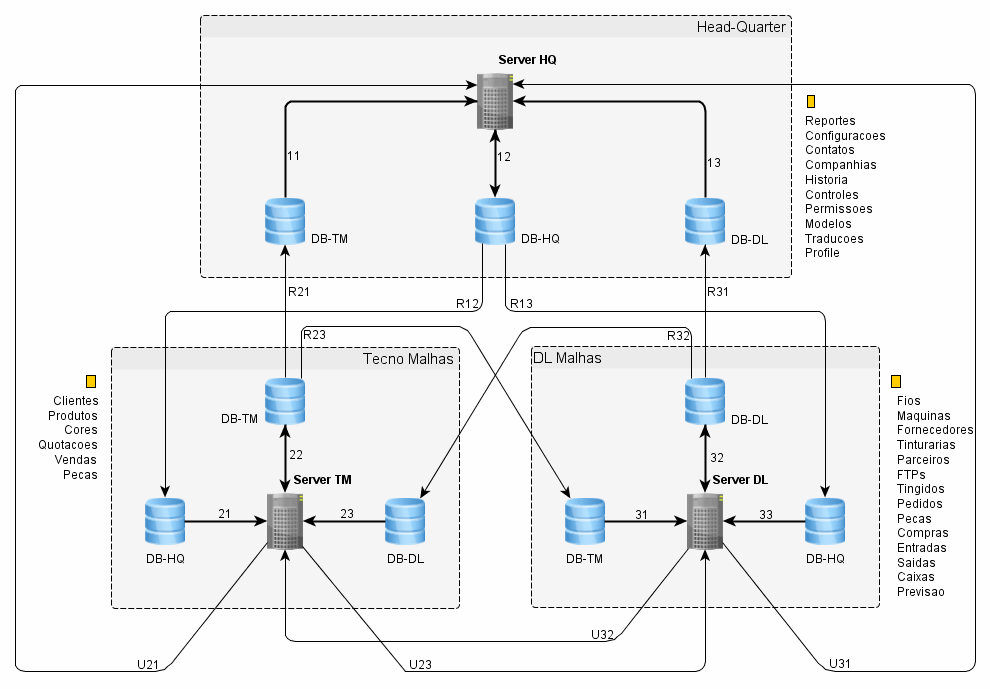 Head-Quarter
Server HQ
11
12
13
DB-TM
DB-HQ
DB-DL
Reportes
Configuracoes
Contatos
Companhias
Historia
Controles
Permissoes
Modelos
Traducoes
Profile
R21
R12
R13
R31
R23
R32
Tecno Malhas
DL Malhas
Clientes
Produtos
Cores
Quotacoes
Vendas
Pecas
DB-TM
22
Server TM
21
23
DB-HQ
DB-DL
DB-DL
32
Server DL
31
33
DB-TM
DB-HQ
Fios
Maquinas
Fornecedores
Tinturarias
Parceiros
FTPs
Tingidos
Pedidos
Pecas
Compras
Entradas
Saidas
Caixas
Previsao
U32
U21
U23
U31